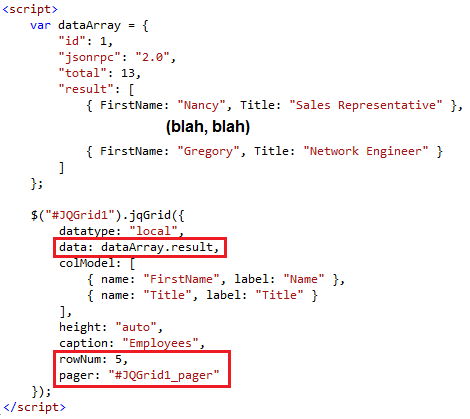 <script>
var dataArray = {
"id": 1,
"jsonrpc": "2.0",
"total": 13,
"result": [
{ FirstName: "Nancy", Title: "Sales Representative" },
(blah, blah)
{ FirstName: "Gregory", Title: "Network Engineer" }
]
};
$("#JQGrid1").jqGrid({
datatype: "local",
data: dataArray.result,
colModel: [
{ name: "FirstName", label: "Name" },
{ name: "Title", label: "Title" }
],
height: "auto",
caption: "Employees",
rowNum: 5,
pager: "#JQGrid1_pager"
});
</script>